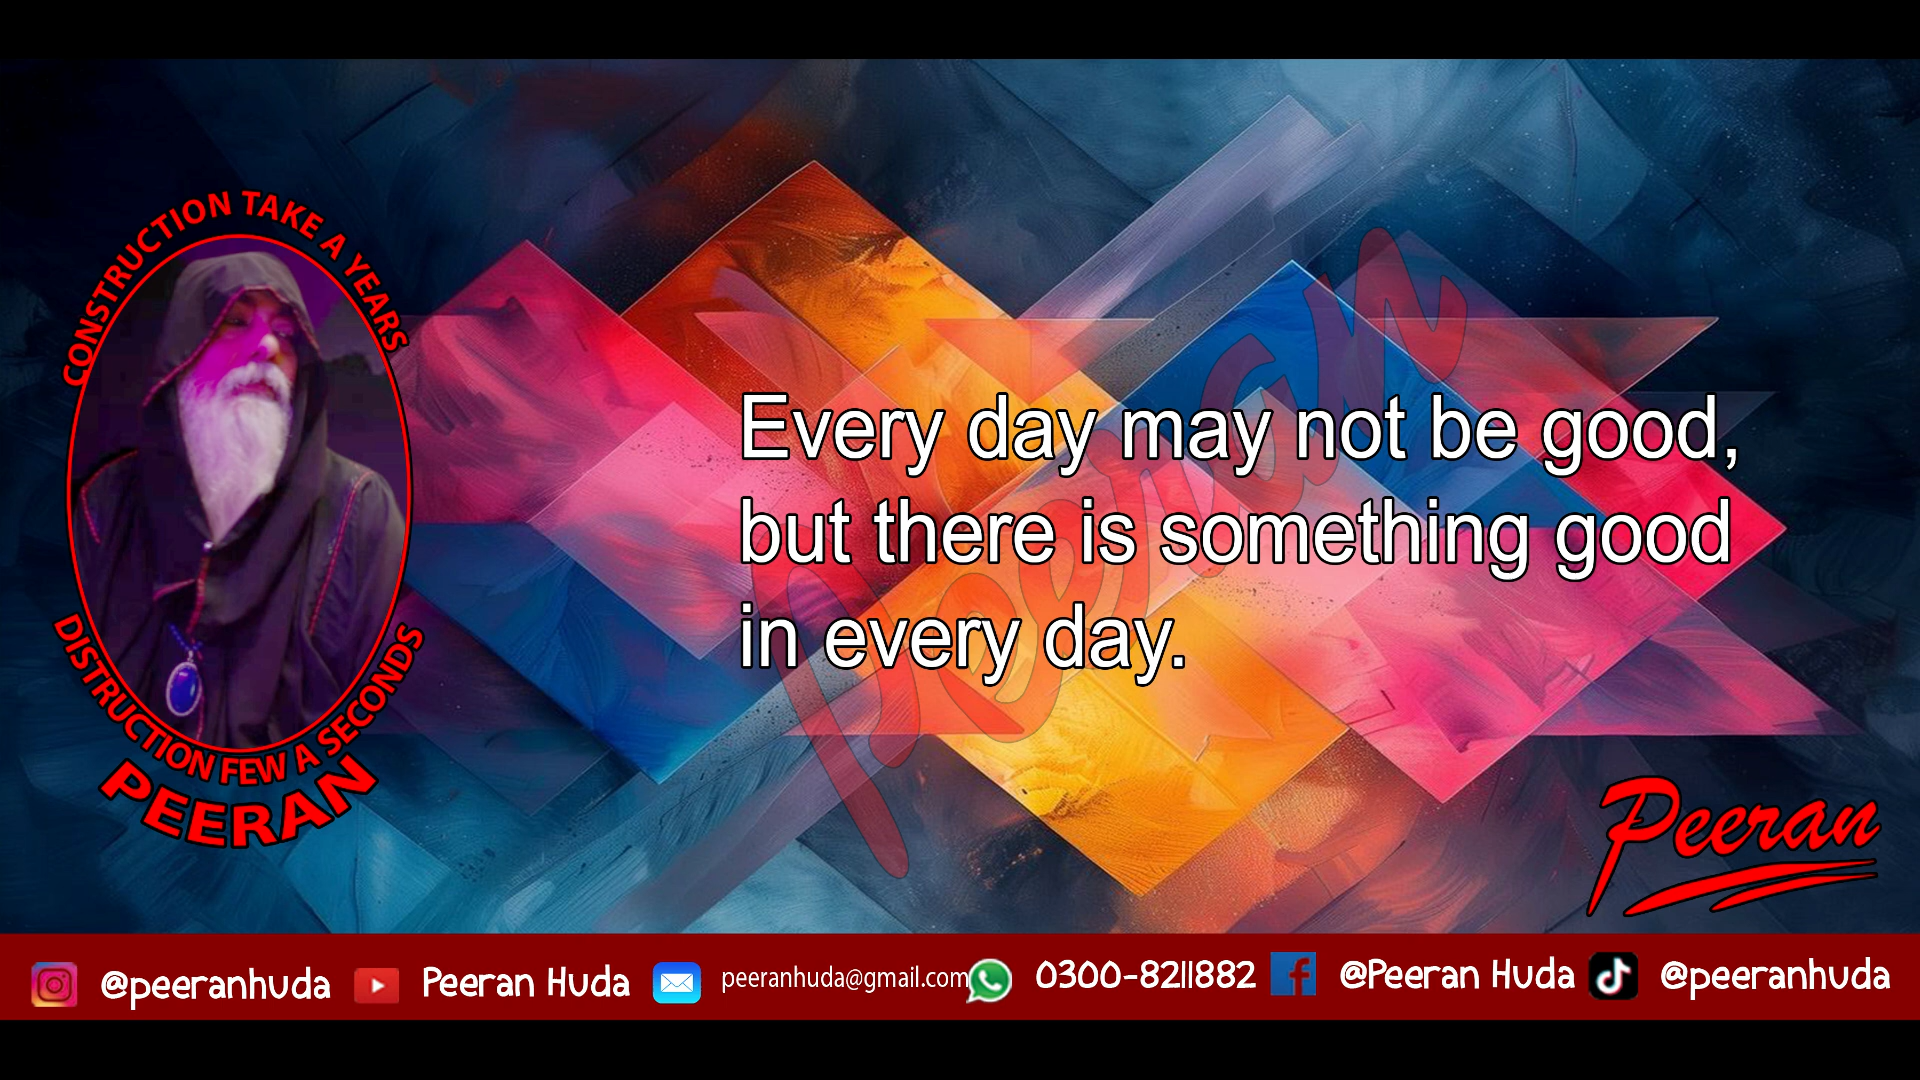 CONSTRUCTION TAKE A YEARS
DISTRUCTION FEW A SECONDS
PEERAN
Every day may not be good,
but there is something good
in every day.
Peeran
Peeran
@peeranhuda
Peeran Huda
peeranhuda@gmail.com
0300-8211882
@Peeran Huda
@peeranhuda